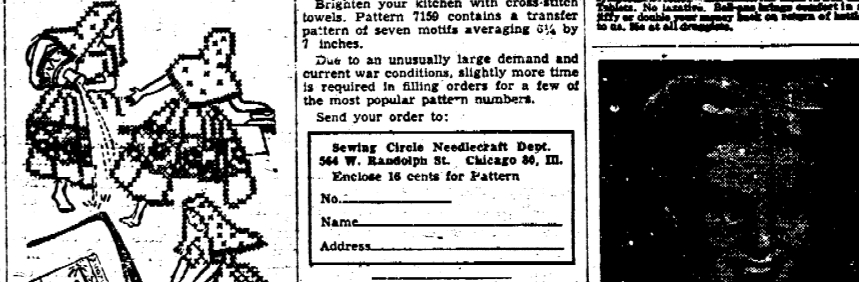 Brighten your kitchen with cross-stitch
towels. Pattern 7159 contains a transfer
pattern of seven motifs averaging 6¼ by
7 inches.
Due to an unusually large demand and
current war conditions, slightly more time
is required in filling orders for a few of
the most popular pattern numbers.
Send your order to:
Sewing Circle Needlecraft Dept.
564 W. Randolph St. Chicago 80, Ill.
Enclose 16 cents for Pattern
No.
Name
Address
Tablets. No laxative. Bell-ans brings comfort in a
jiffy or double your money back on return of bottle
to us. 25c at all druggists.